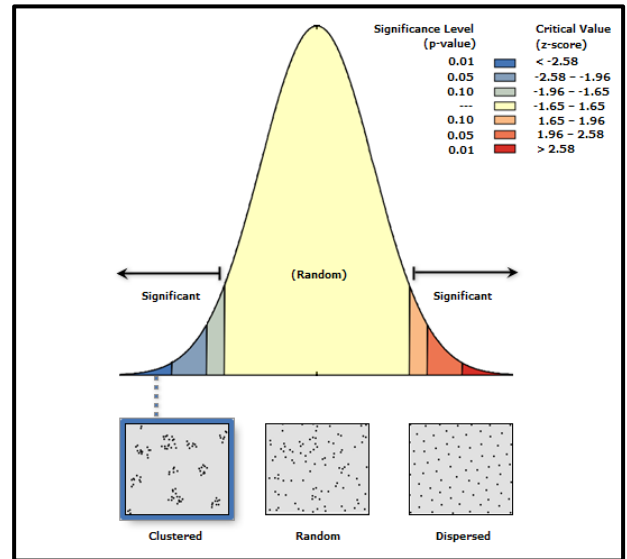 Significance Level Critical Value
(p-value) (z-score)
0.01 < -2.58
0.05 -2.58 – -1.96
0.10 -1.96 – -1.65
--- -1.65 – 1.65
0.10 1.65 – 1.96
0.05 1.96 – 2.58
0.01 > 2.58
(Random)
Significant Significant
Clustered Random Dispersed